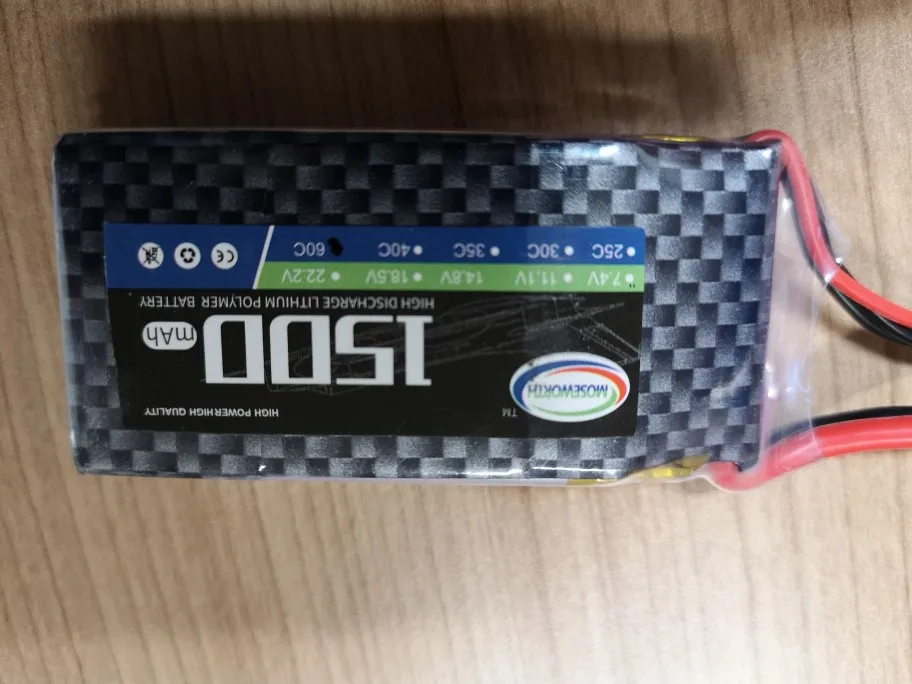 MOSEWORTH
TM
HIGH POWER HIGH QUALITY
1500 mAh
HIGH DISCHARGE LITHIUM POLYMER BATTERY
7.4V 11.1V 14.8V 18.5V 22.2V
25C 30C 35C 40C 60C
CE